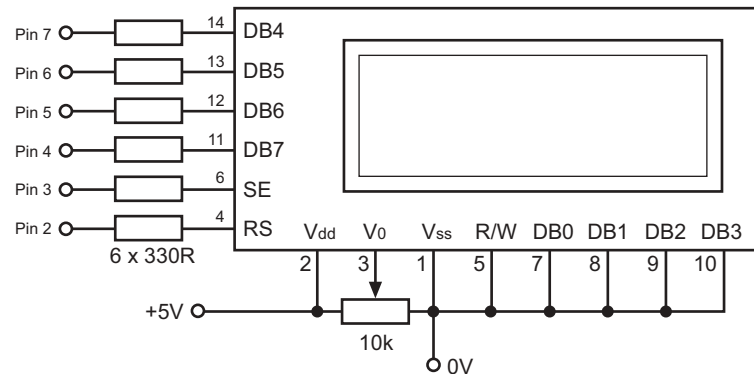 Pin 7 14 DB4
Pin 6 13 DB5
Pin 5 12 DB6
Pin 4 11 DB7
Pin 3 6 SE
Pin 2 4 RS
6 x 330R
Vdd V0 Vss R/W DB0 DB1 DB2 DB3
2 3 1 5 7 8 9 10
+5V
10k
0V